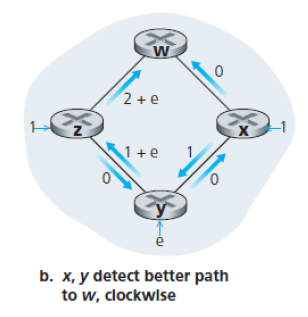 w
0
2 + e
1
z
x
1
1 + e
1
0
0
y
e
b. x, y detect better path
to w, clockwise